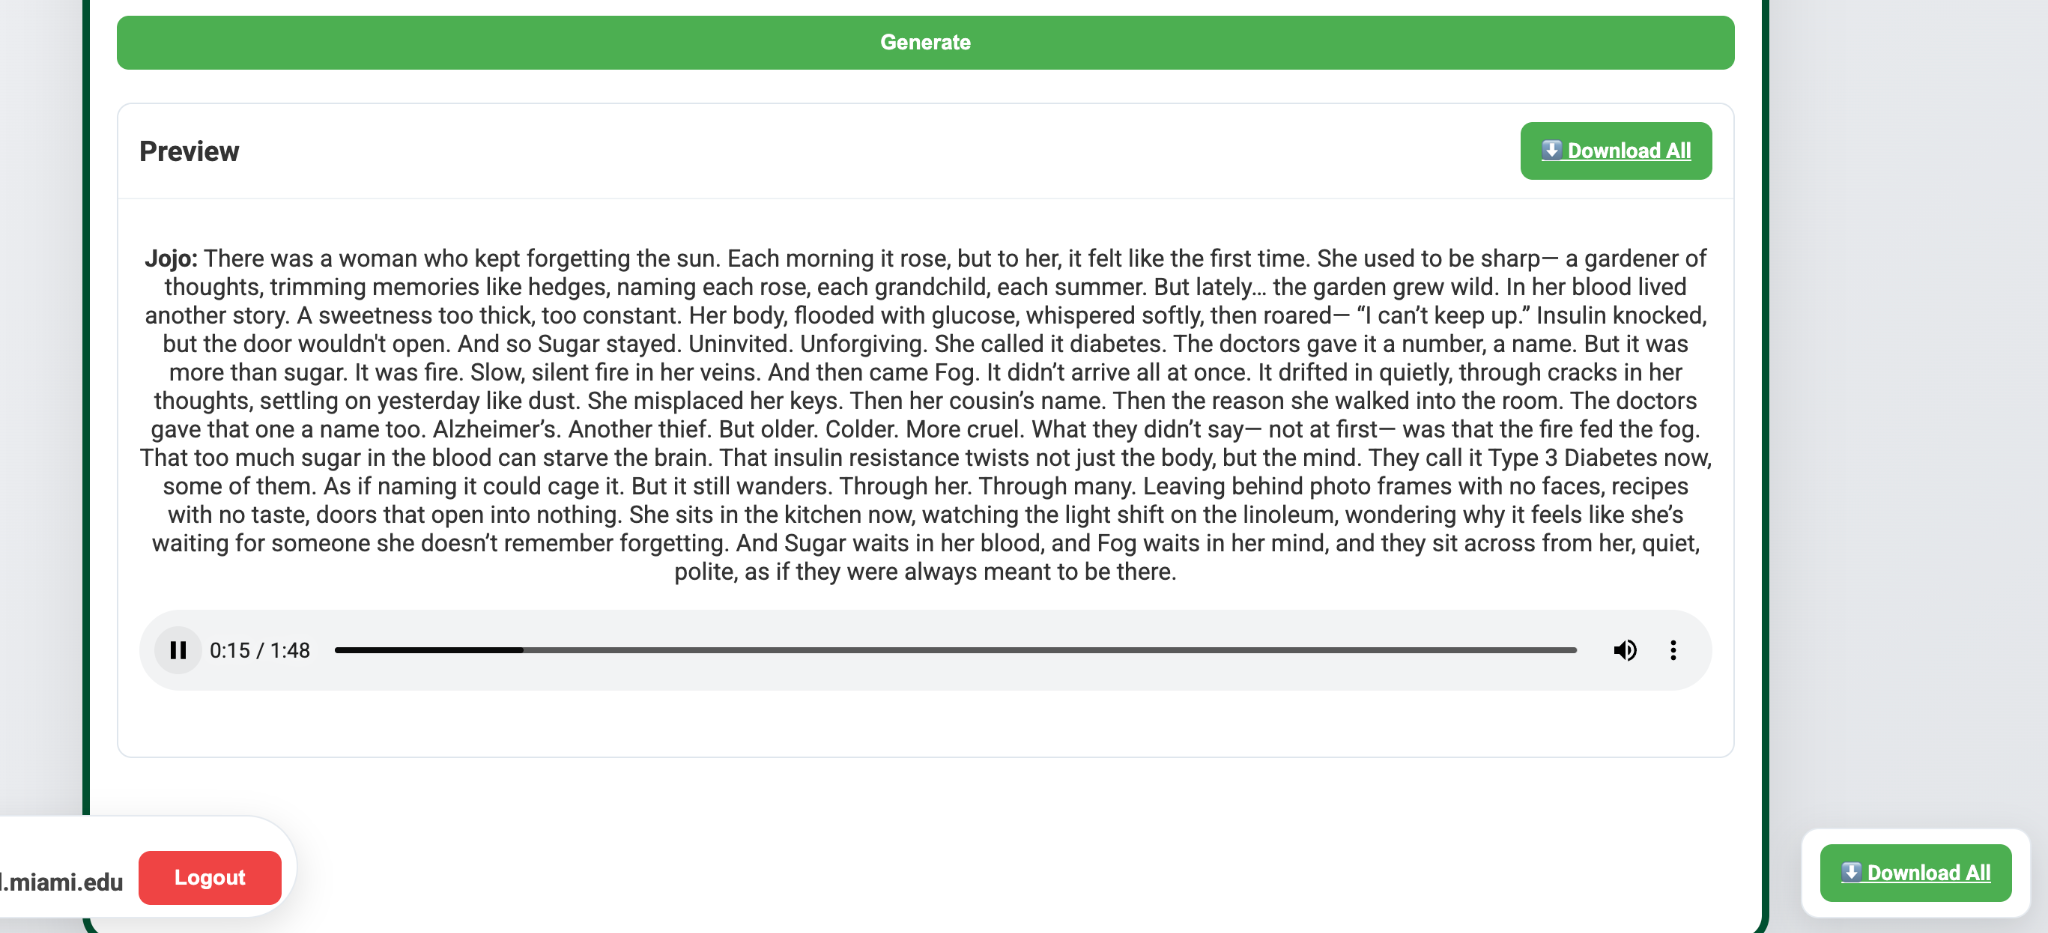 Generate
Preview
⬇ Download All
Jojo: There was a woman who kept forgetting the sun. Each morning it rose, but to her, it felt like the first time. She used to be sharp— a gardener of
thoughts, trimming memories like hedges, naming each rose, each grandchild, each summer. But lately... the garden grew wild. In her blood lived
another story. A sweetness too thick, too constant. Her body, flooded with glucose, whispered softly, then roared— “I can’t keep up.” Insulin knocked,
but the door wouldn't open. And so Sugar stayed. Uninvited. Unforgiving. She called it diabetes. The doctors gave it a number, a name. But it was
more than sugar. It was fire. Slow, silent fire in her veins. And then came Fog. It didn’t arrive all at once. It drifted in quietly, through cracks in her
thoughts, settling on yesterday like dust. She misplaced her keys. Then her cousin’s name. Then the reason she walked into the room. The doctors
gave that one a name too. Alzheimer’s. Another thief. But older. Colder. More cruel. What they didn’t say— not at first— was that the fire fed the fog.
That too much sugar in the blood can starve the brain. That insulin resistance twists not just the body, but the mind. They call it Type 3 Diabetes now,
some of them. As if naming it could cage it. But it still wanders. Through her. Through many. Leaving behind photo frames with no faces, recipes
with no taste, doors that open into nothing. She sits in the kitchen now, watching the light shift on the linoleum, wondering why it feels like she’s
waiting for someone she doesn’t remember forgetting. And Sugar waits in her blood, and Fog waits in her mind, and they sit across from her, quiet,
polite, as if they were always meant to be there.
0:15 / 1:48
l.miami.edu
Logout
⬇ Download All